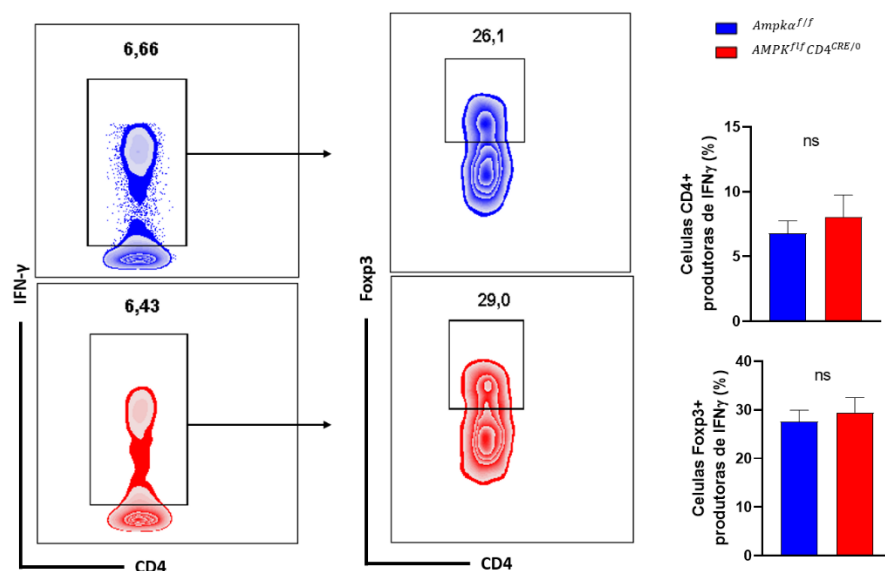 6,66
26,1
Ampkα^{f/f}
AMPK^{f/f}CD4^{CRE/0}
IFN-γ
Foxp3
6,43
29,0
CD4
CD4
Celulas CD4+
produtoras de IFNγ (%)
15
10
5
0
ns
Celulas Foxp3+
produtoras de IFNγ (%)
40
30
20
10
0
ns